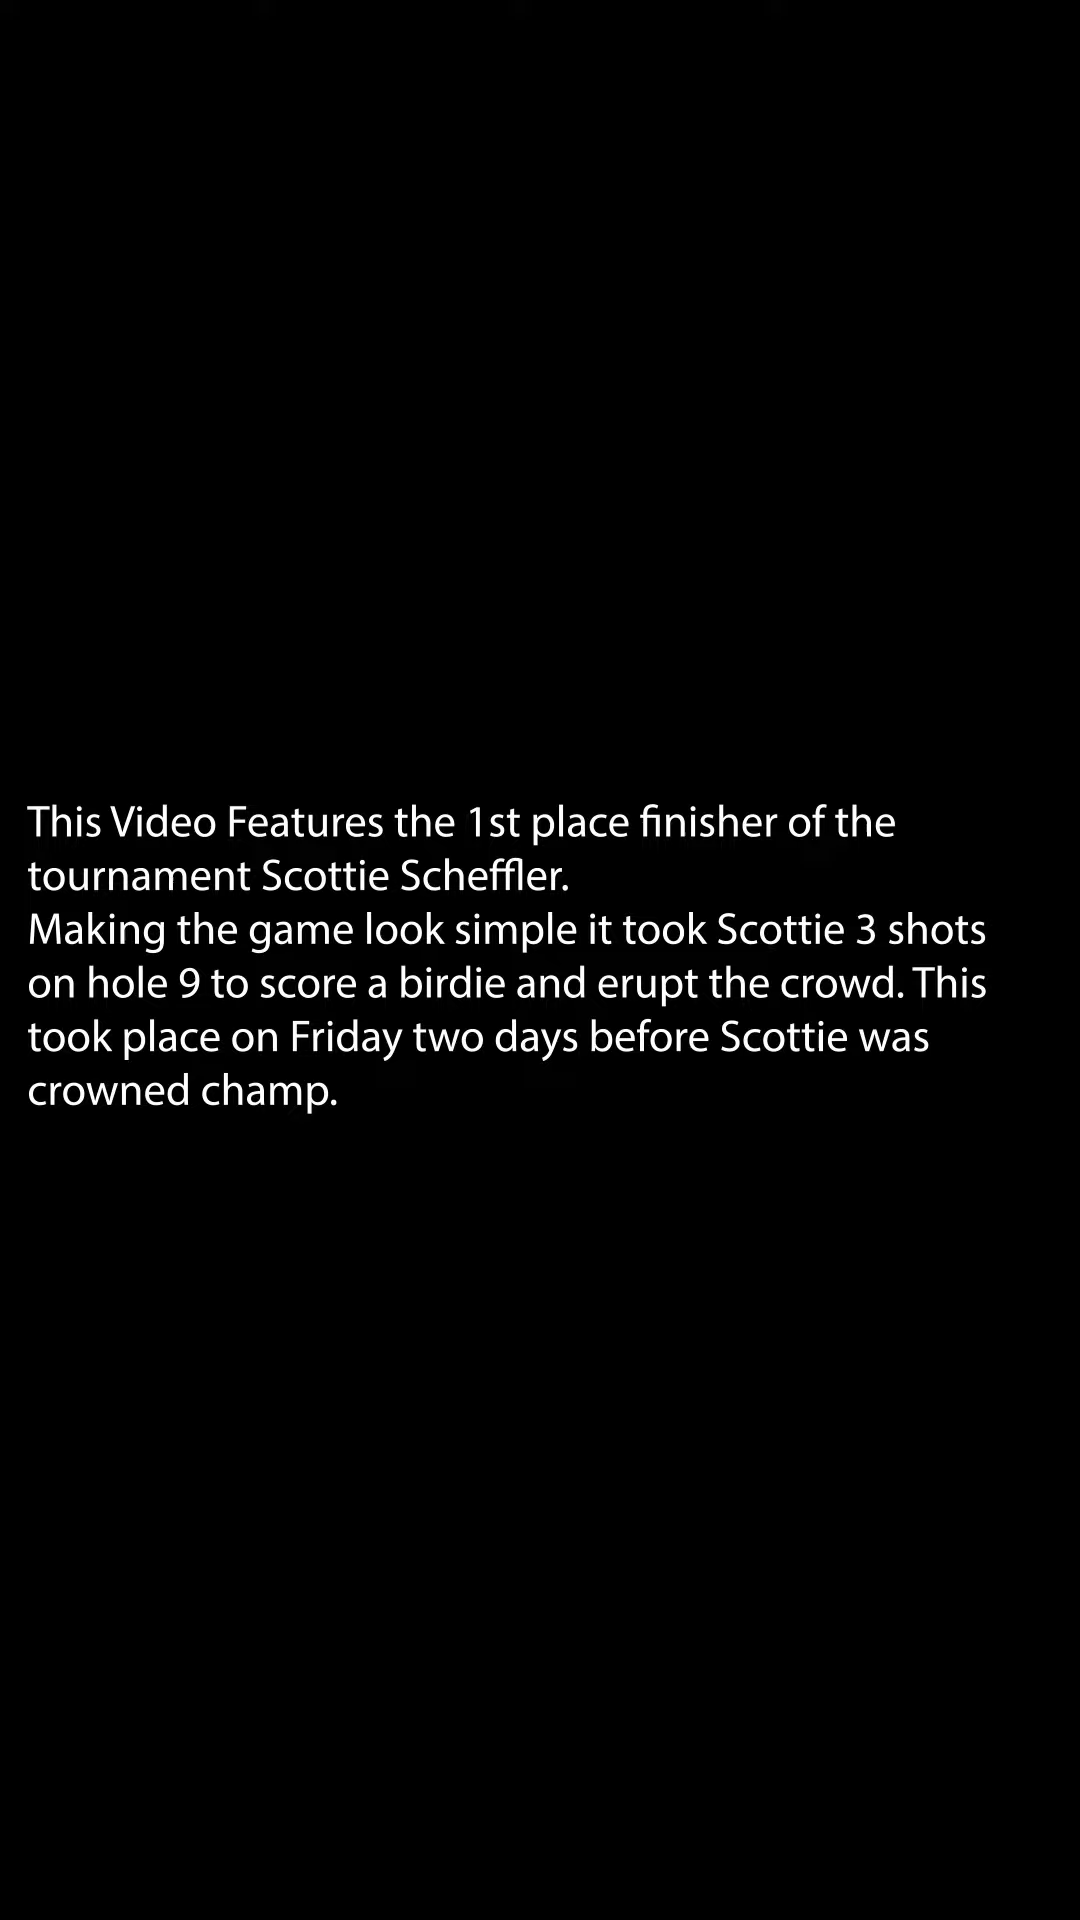 This Video Features the 1st place finisher of the
tournament Scottie Scheffler.
Making the game look simple it took Scottie 3 shots
on hole 9 to score a birdie and erupt the crowd. This
took place on Friday two days before Scottie was
crowned champ.